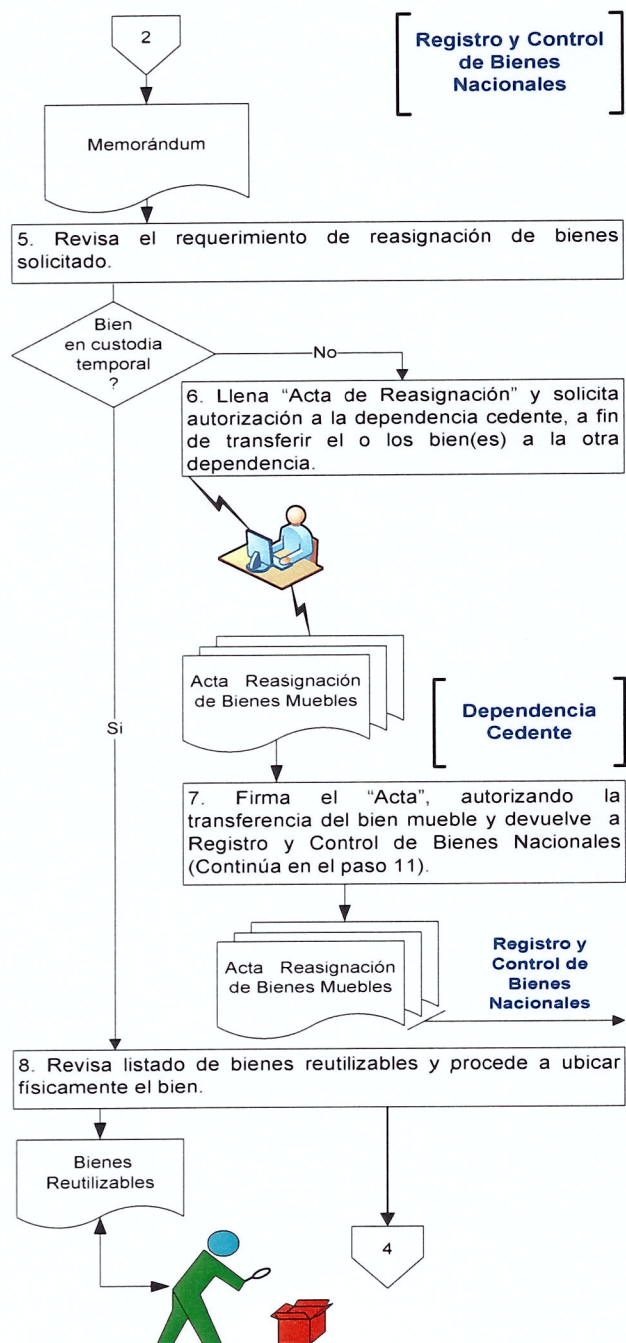 2
Registro y Control
de Bienes
Nacionales
Memorándum
5. Revisa el requerimiento de reasignación de bienes
solicitado.
Bien
en custodia
temporal
?
No
6. Llena “Acta de Reasignación” y solicita
autorización a la dependencia cedente, a fin
de transferir el o los bien(es) a la otra
dependencia.
Acta Reasignación
de Bienes Muebles
Dependencia
Cedente
Si
7. Firma el “Acta”, autorizando la
transferencia del bien mueble y devuelve a
Registro y Control de Bienes Nacionales
(Continúa en el paso 11).
Acta Reasignación
de Bienes Muebles
Registro y
Control de
Bienes
Nacionales
8. Revisa listado de bienes reutilizables y procede a ubicar
físicamente el bien.
Bienes
Reutilizables
4